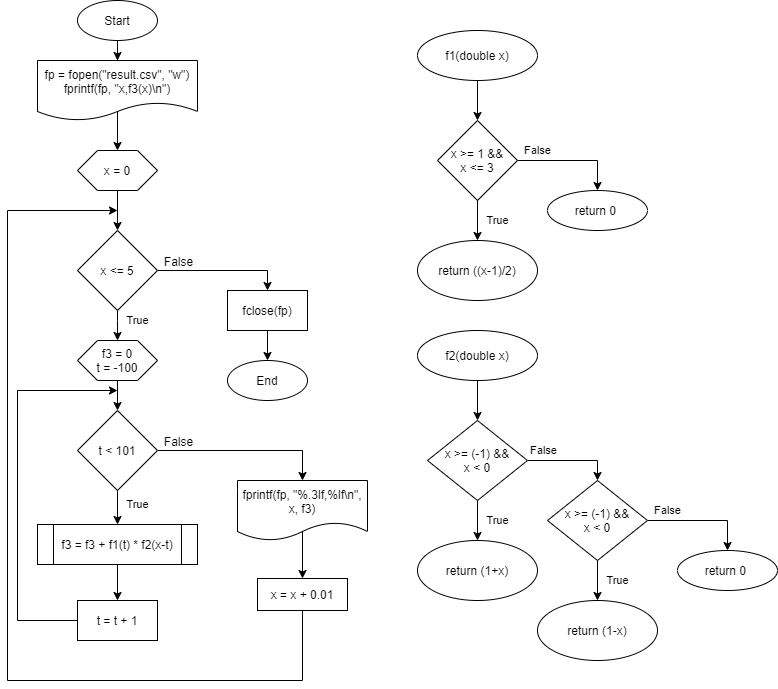 Start
fp = fopen("result.csv", "w")
fprintf(fp, "x,f3(x)\n")
x = 0
x <= 5
False
True
fclose(fp)
End
f3 = 0
t = -100
t < 101
False
True
fprintf(fp, "%.3lf,%lf\n",
x, f3)
f3 = f3 + f1(t) * f2(x-t)
x = x + 0.01
t = t + 1
f1(double x)
x >= 1 &&
x <= 3
False
return 0
True
return ((x-1)/2)
f2(double x)
x >= (-1) &&
x < 0
False
True
return (1+x)
x >= (-1) &&
x < 0
False
return 0
True
return (1-x)